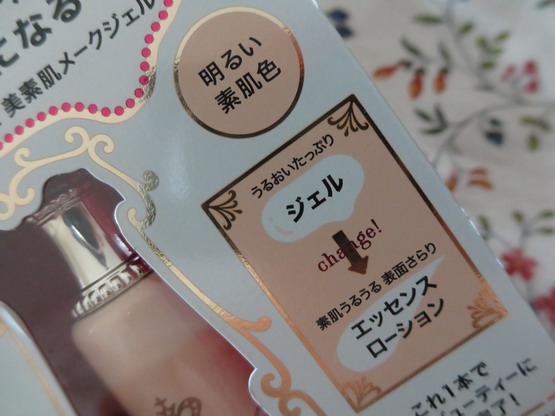 になる
美素肌メークジェル
明るい
素肌色
うるおいたっぷり
ジェル
change!
素肌うるうる 表面さらり
エッセンス
ローション
これ1本で
ューティーに
ア!